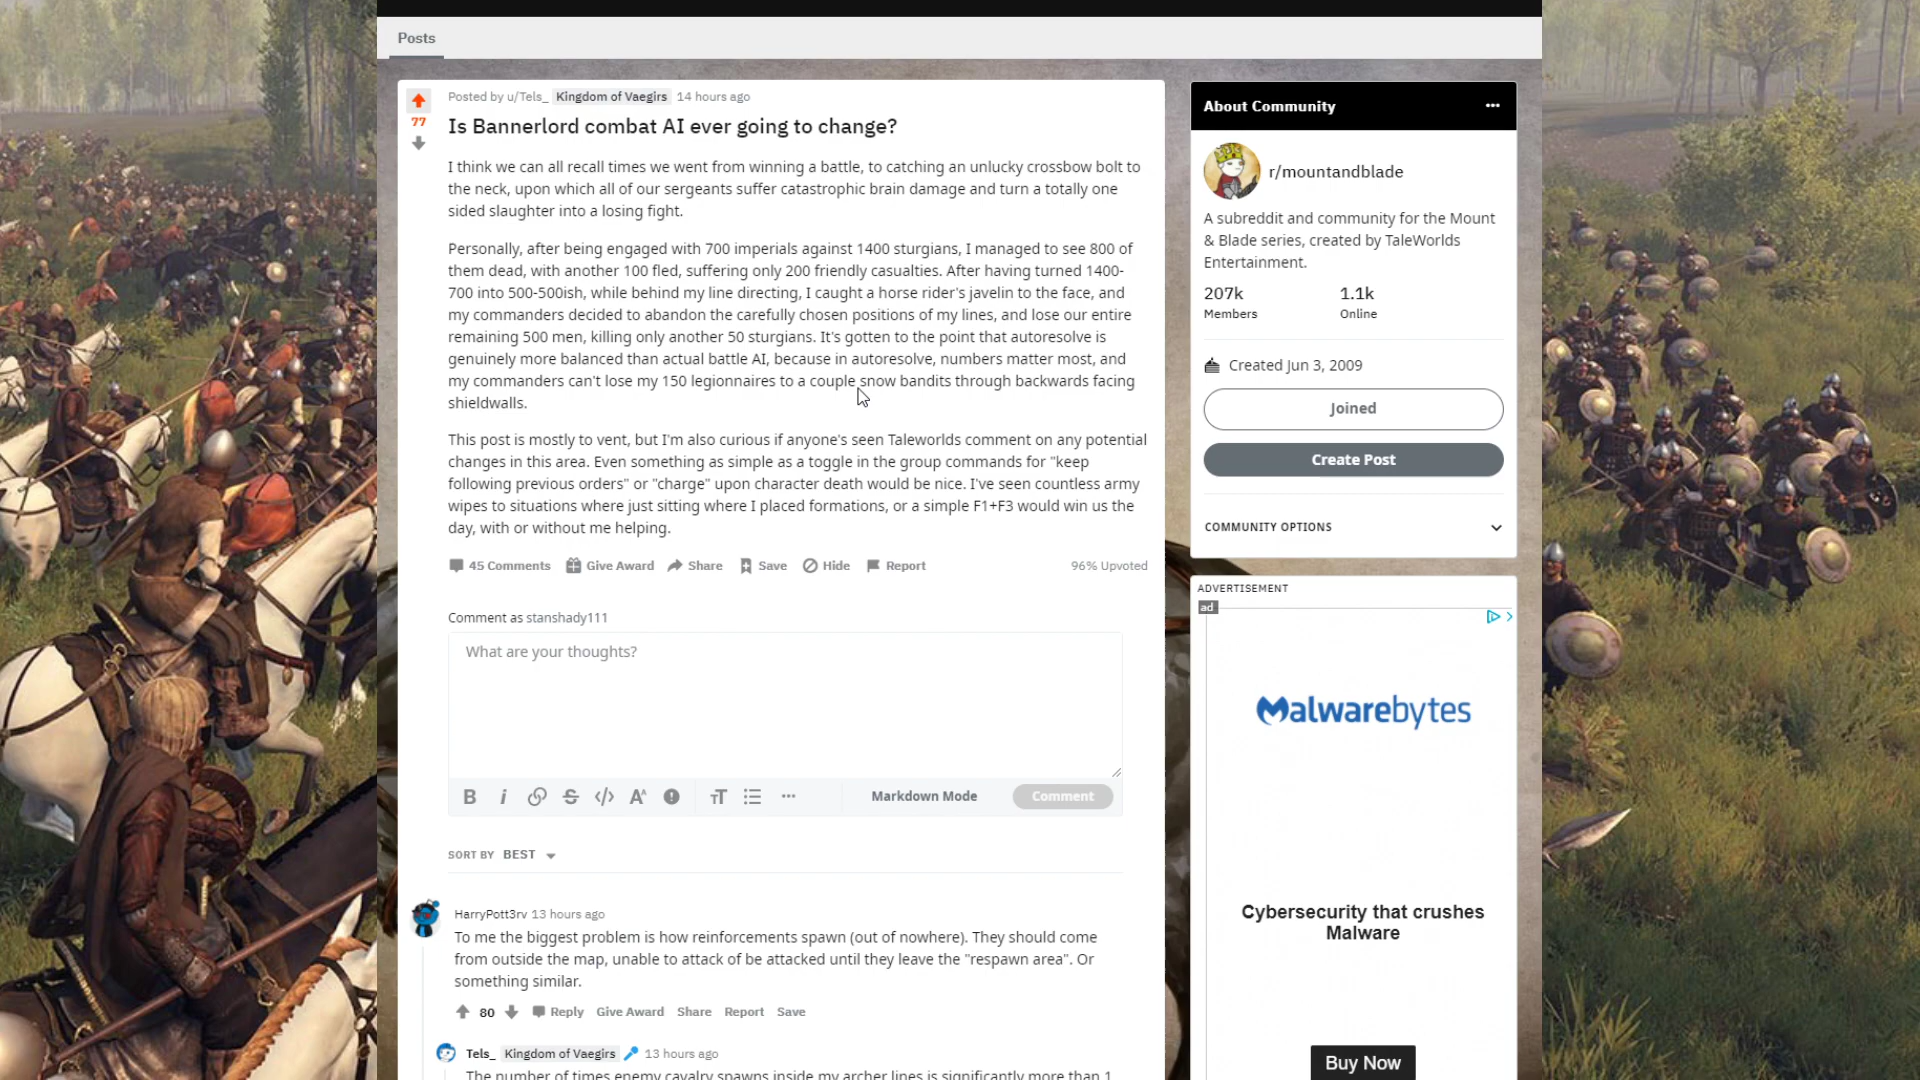 Posts
77
Posted by u/Tels_ Kingdom of Vaegirs 14 hours ago
Is Bannerlord combat AI ever going to change?
I think we can all recall times we went from winning a battle, to catching an unlucky crossbow bolt to
the neck, upon which all of our sergeants suffer catastrophic brain damage and turn a totally one
sided slaughter into a losing fight.
Personally, after being engaged with 700 imperials against 1400 sturgians, I managed to see 800 of
them dead, with another 100 fled, suffering only 200 friendly casualties. After having turned 1400-
700 into 500-500ish, while behind my line directing, I caught a horse rider's javelin to the face, and
my commanders decided to abandon the carefully chosen positions of my lines, and lose our entire
remaining 500 men, killing only another 50 sturgians. It's gotten to the point that autoresolve is
genuinely more balanced than actual battle AI, because in autoresolve, numbers matter most, and
my commanders can't lose my 150 legionnaires to a couple snow bandits through backwards facing
shieldwalls.
This post is mostly to vent, but I'm also curious if anyone's seen Taleworlds comment on any potential
changes in this area. Even something as simple as a toggle in the group commands for "keep
following previous orders" or "charge" upon character death would be nice. I've seen countless army
wipes to situations where just sitting where I placed formations, or a simple F1+F3 would win us the
day, with or without me helping.
45 Comments Give Award Share Save Hide Report 96% Upvoted
Comment as stanshady111
What are your thoughts?
B i S </> A^ TT ... Markdown Mode Comment
SORT BY BEST
HarryPott3rv 13 hours ago
To me the biggest problem is how reinforcements spawn (out of nowhere). They should come
from outside the map, unable to attack of be attacked until they leave the "respawn area". Or
something similar.
80 Reply Give Award Share Report Save
Tels_ Kingdom of Vaegirs 13 hours ago
The number of times enemy cavalry spawns inside my archer lines is significantly more than 1
About Community
r/mountandblade
A subreddit and community for the Mount
& Blade series, created by TaleWorlds
Entertainment.
207k 1.1k
Members Online
Created Jun 3, 2009
Joined
Create Post
COMMUNITY OPTIONS
ADVERTISEMENT
ad
Malwarebytes
Cybersecurity that crushes
Malware
Buy Now